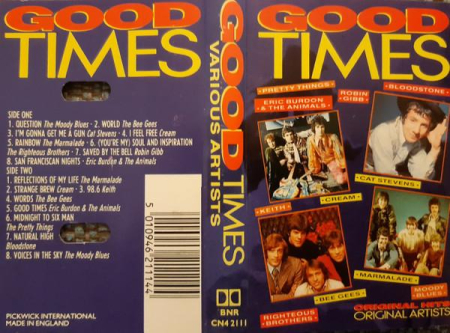 GOOD
TIMES
SIDE ONE
1. QUESTION The Moody Blues · 2. WORLD The Bee Gees
3. I'M GONNA GET ME A GUN Cat Stevens · 4. I FEEL FREE Cream
5. RAINBOW The Marmalade · 6. (YOU'RE MY) SOUL AND INSPIRATION
The Righteous Brothers · 7. SAVED BY THE BELL Robin Gibb
8. SAN FRANCISCAN NIGHTS · Eric Burdon & The Animals
SIDE TWO
1. REFLECTIONS OF MY LIFE The Marmalade
2. STRANGE BREW Cream · 3. 98.6 Keith
4. WORDS The Bee Gees
5. GOOD TIMES Eric Burdon & The Animals
6. MIDNIGHT TO SIX MAN
The Pretty Things
7. NATURAL HIGH
Bloodstone
8. VOICES IN THE SKY The Moody Blues
5 010946 211144
PICKWICK INTERNATIONAL
MADE IN ENGLAND
GOOD TIMES
VARIOUS ARTISTS
BNR
CN4 2111
GOOD
TIMES
·PRETTY THINGS·
·BLOODSTONE·
ERIC BURDON
& THE ANIMALS
ROBIN
GIBB
·CAT STEVENS·
·CREAM·
·KEITH·
·MARMALADE·
·BEE GEES·
MOODY
BLUES
RIGHTEOUS
BROTHERS·
ORIGINAL HITS
ORIGINAL ARTISTS